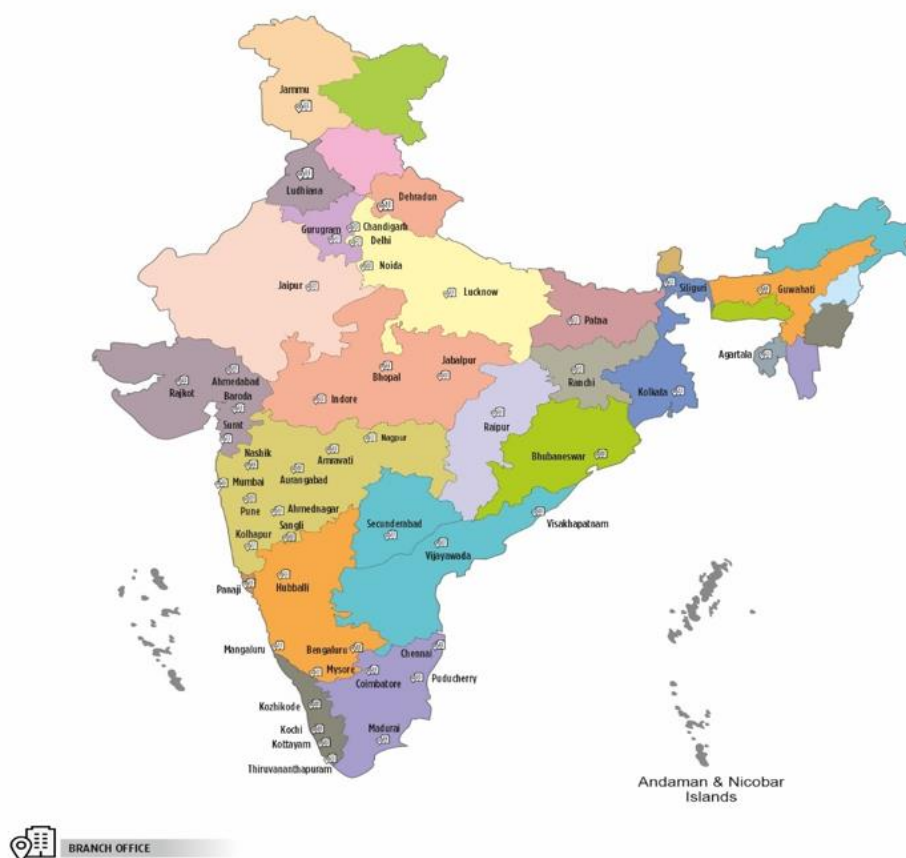 Jammu
Ludhiana
Dehradun
Chandigarh
Gurugram
Delhi
Noida
Jaipur
Lucknow
Siliguri
Guwahati
Patna
Agartala
Ahmedabad
Rajkot
Baroda
Surat
Bhopal
Jabalpur
Indore
Ranchi
Kolkata
Raipur
Nagpur
Amravati
Nashik
Aurangabad
Mumbai
Bhubaneswar
Pune
Ahmednagar
Sangli
Kolhapur
Secunderabad
Visakhapatnam
Vijayawada
Panaji
Hubballi
Mangaluru
Bengaluru
Chennai
Mysore
Coimbatore
Puducherry
Kozhikode
Kochi
Kottayam
Madurai
Thiruvananthapuram
Andaman & Nicobar
Islands
BRANCH OFFICE